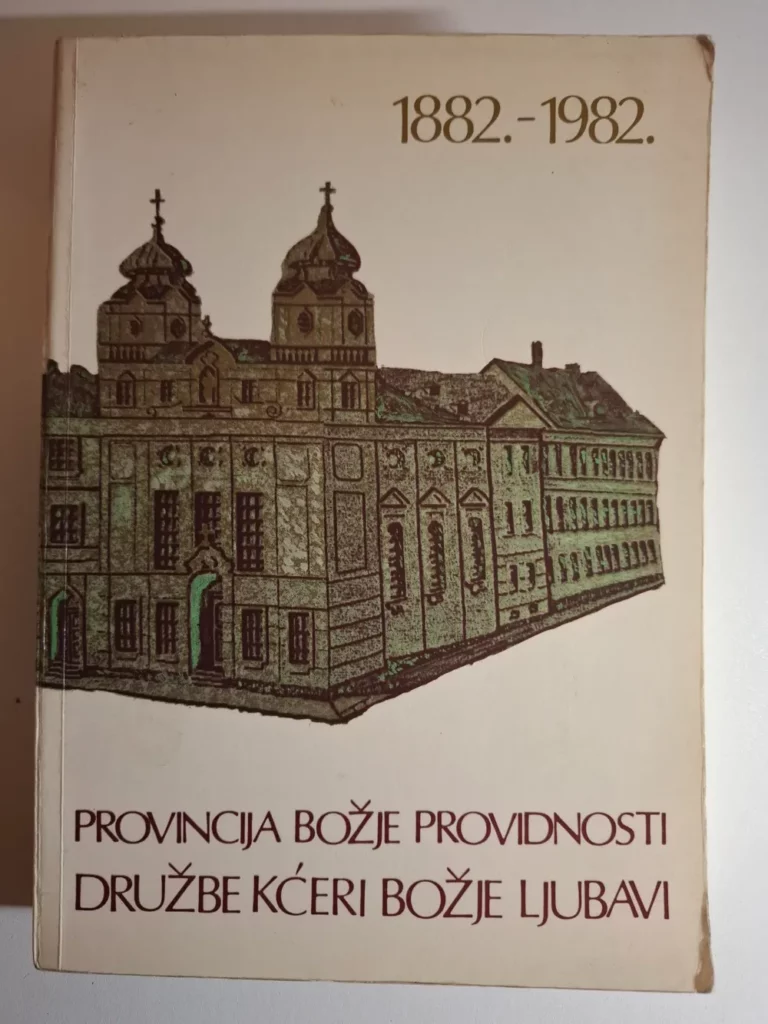 1882.-1982.
PROVINCIJA BOŽJE PROVIDNOSTI
DRUŽBE KĆERI BOŽJE LJUBAVI